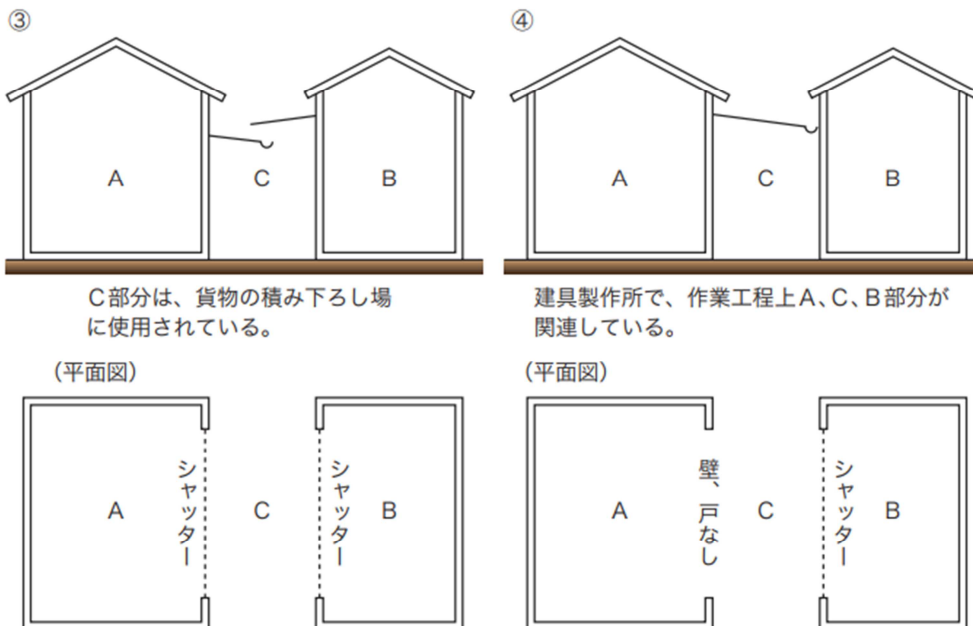 ③
A
C
B
C部分は、貨物の積み下ろし場
に使用されている。
(平面図)
A
シャッター
C
シャッター
B
④
A
C
B
建具製作所で、作業工程上A、C、B部分が
関連している。
(平面図)
A
壁、戸なし
C
シャッター
B